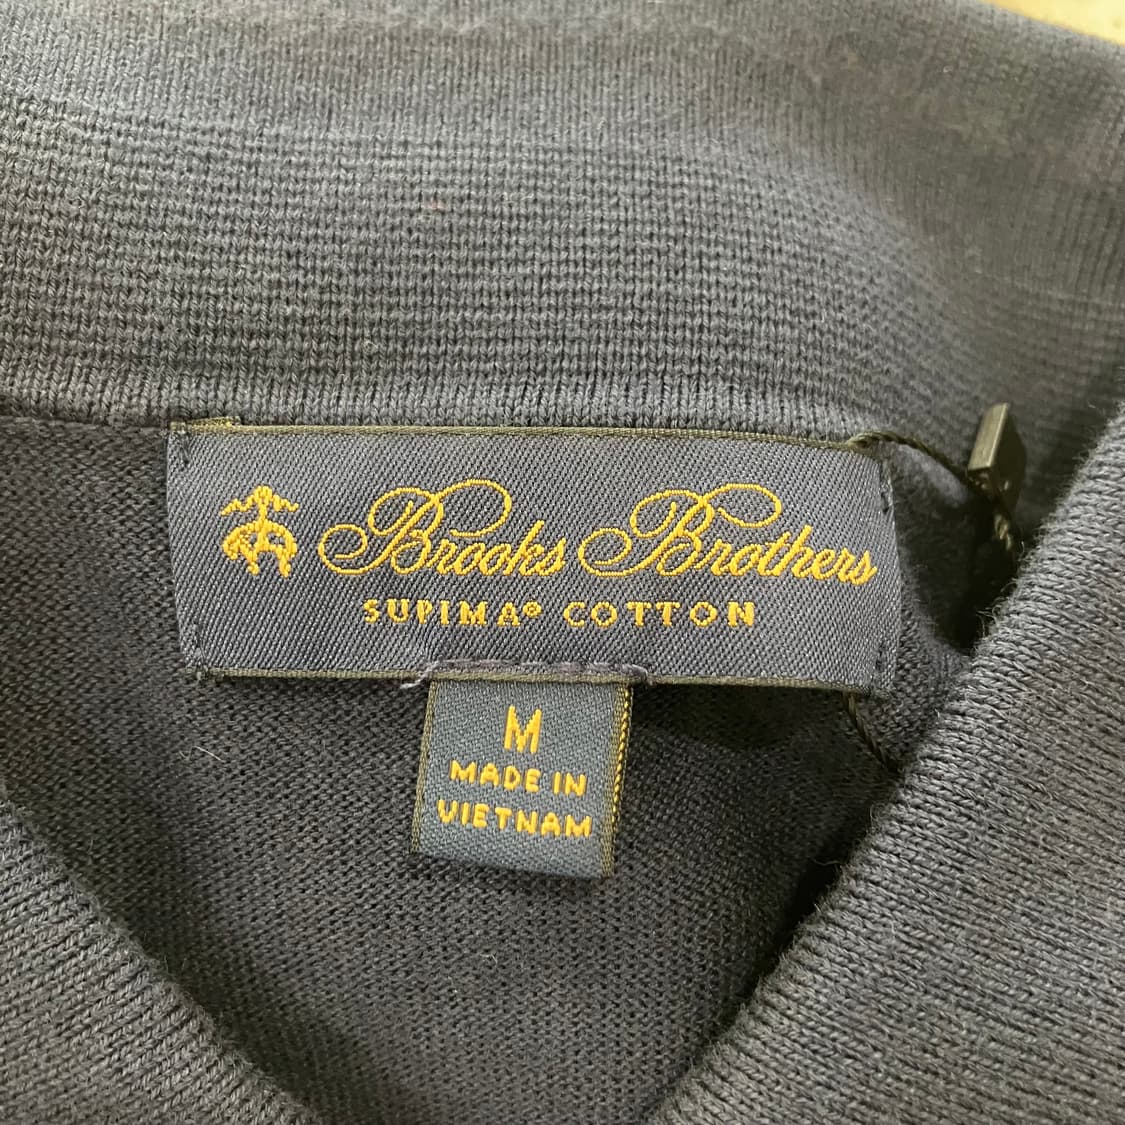 Brooks Brothers
SUPIMA® COTTON
M
MADE IN
VIETNAM